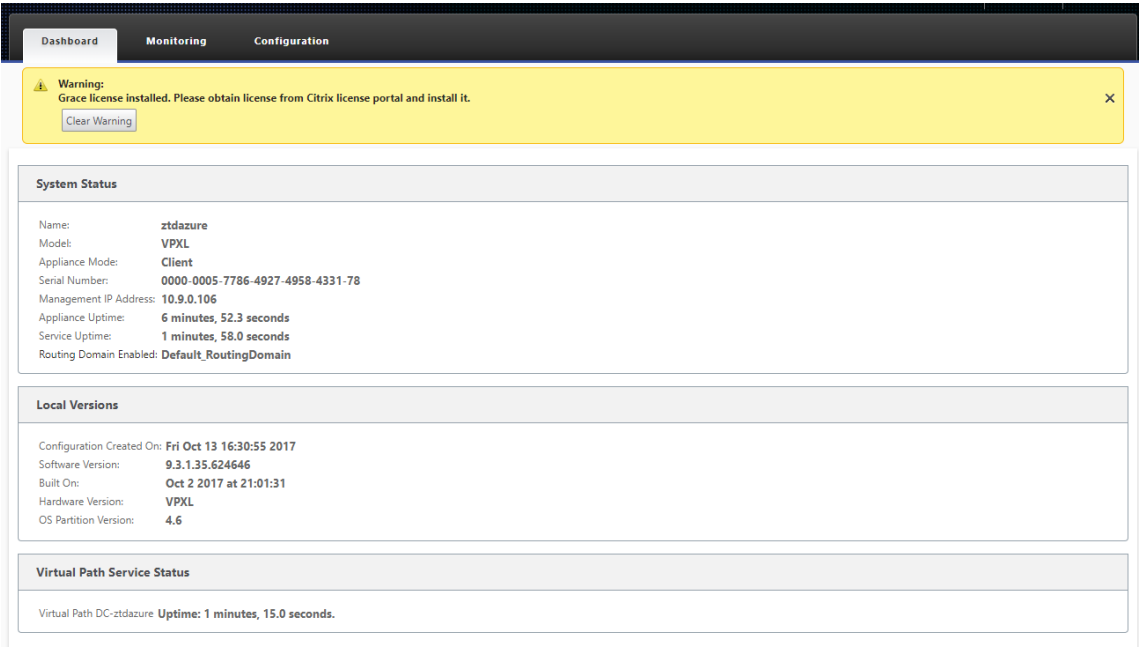 Dashboard Monitoring Configuration
Warning:
Grace license installed. Please obtain license from Citrix license portal and install it.
Clear Warning
System Status
Name: ztdazure
Model: VPXL
Appliance Mode: Client
Serial Number: 0000-0005-7786-4927-4958-4331-78
Management IP Address: 10.9.0.106
Appliance Uptime: 6 minutes, 52.3 seconds
Service Uptime: 1 minutes, 58.0 seconds
Routing Domain Enabled: Default_RoutingDomain
Local Versions
Configuration Created On: Fri Oct 13 16:30:55 2017
Software Version: 9.3.1.35.624646
Built On: Oct 2 2017 at 21:01:31
Hardware Version: VPXL
OS Partition Version: 4.6
Virtual Path Service Status
Virtual Path DC-ztdazure Uptime: 1 minutes, 15.0 seconds.